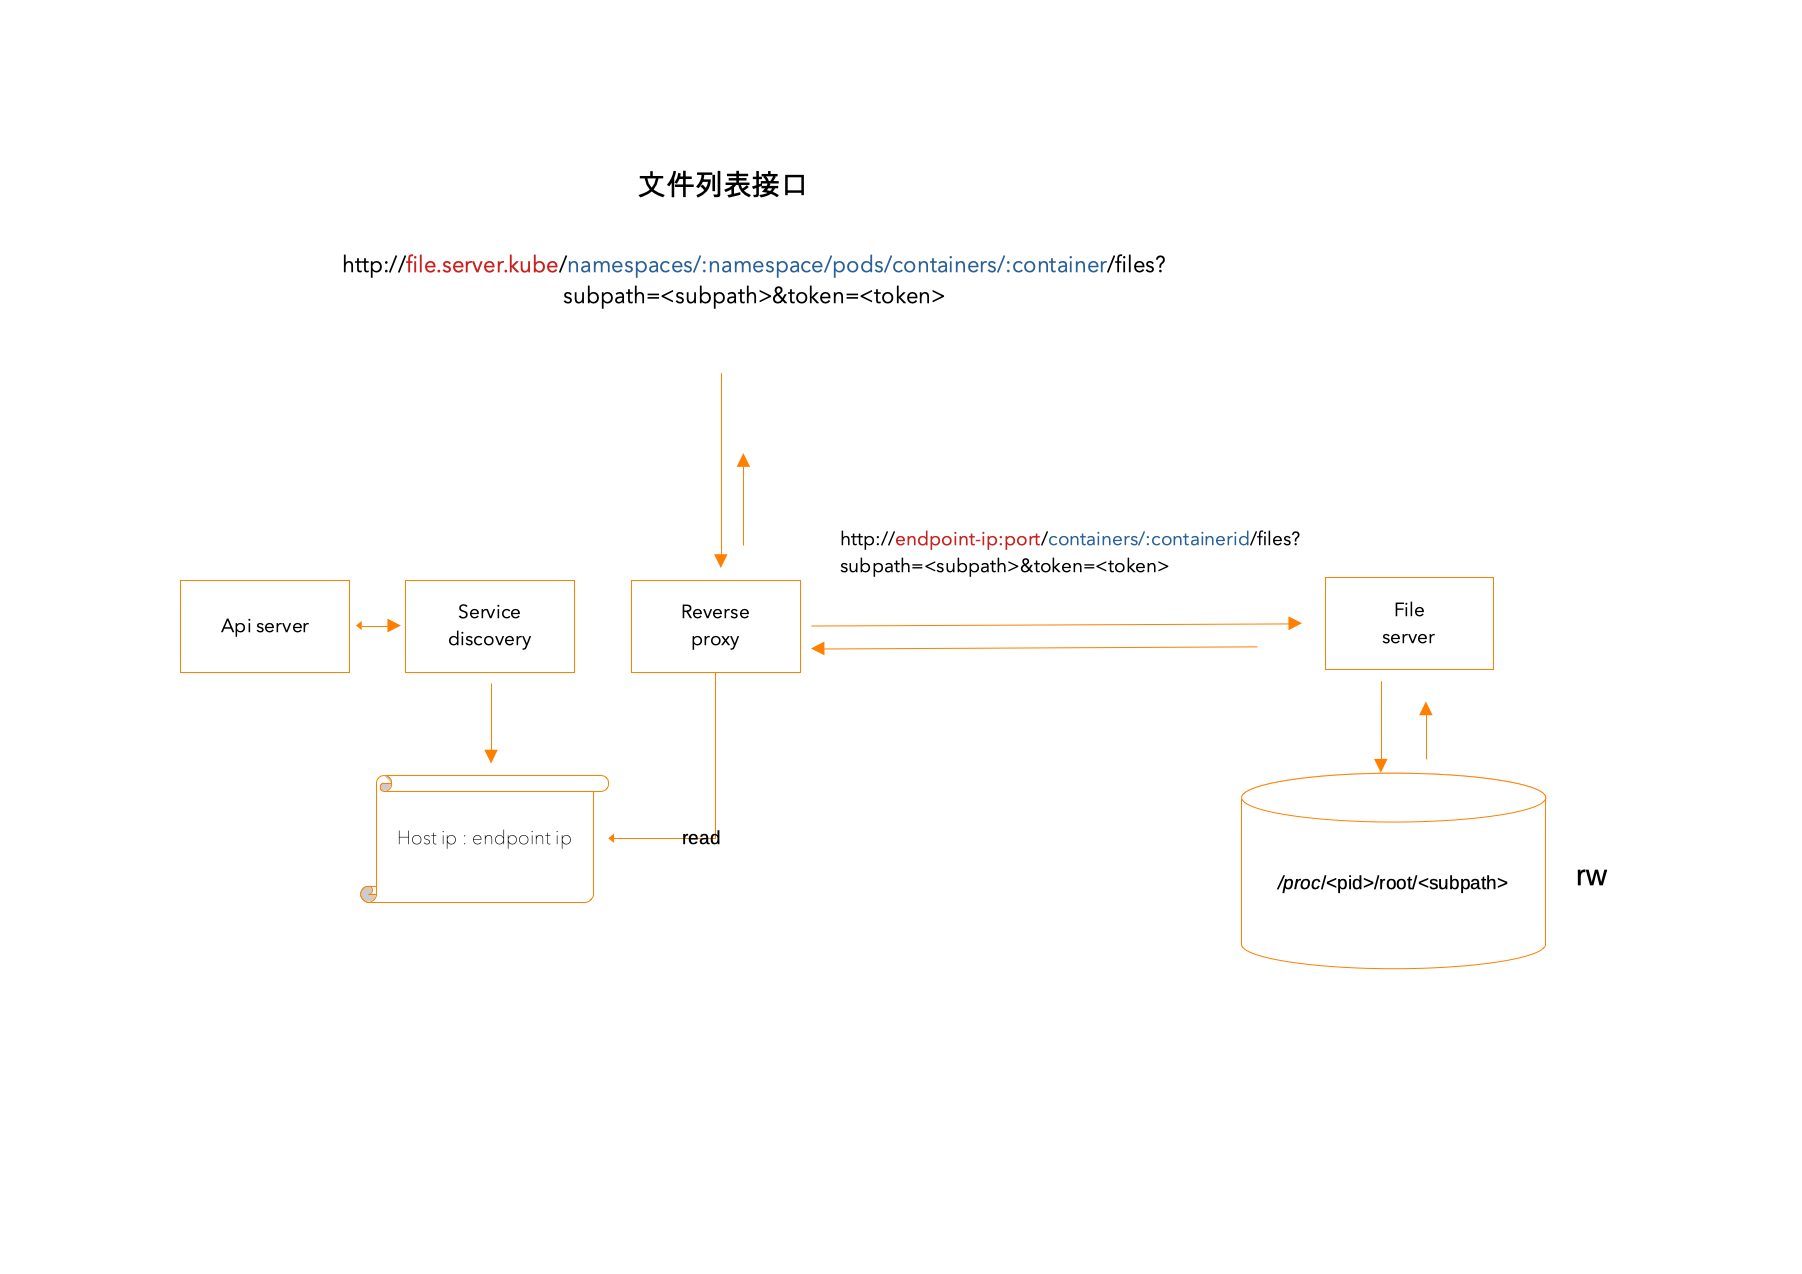 文件列表接口
http://file.server.kube/namespaces/:namespace/pods/containers/:container/files?
subpath=<subpath>&token=<token>
http://endpoint-ip:port/containers/:containerid/files?
subpath=<subpath>&token=<token>
Api server
Service
discovery
Reverse
proxy
File
server
Host ip : endpoint ip
read
/proc/<pid>/root/<subpath>
rw